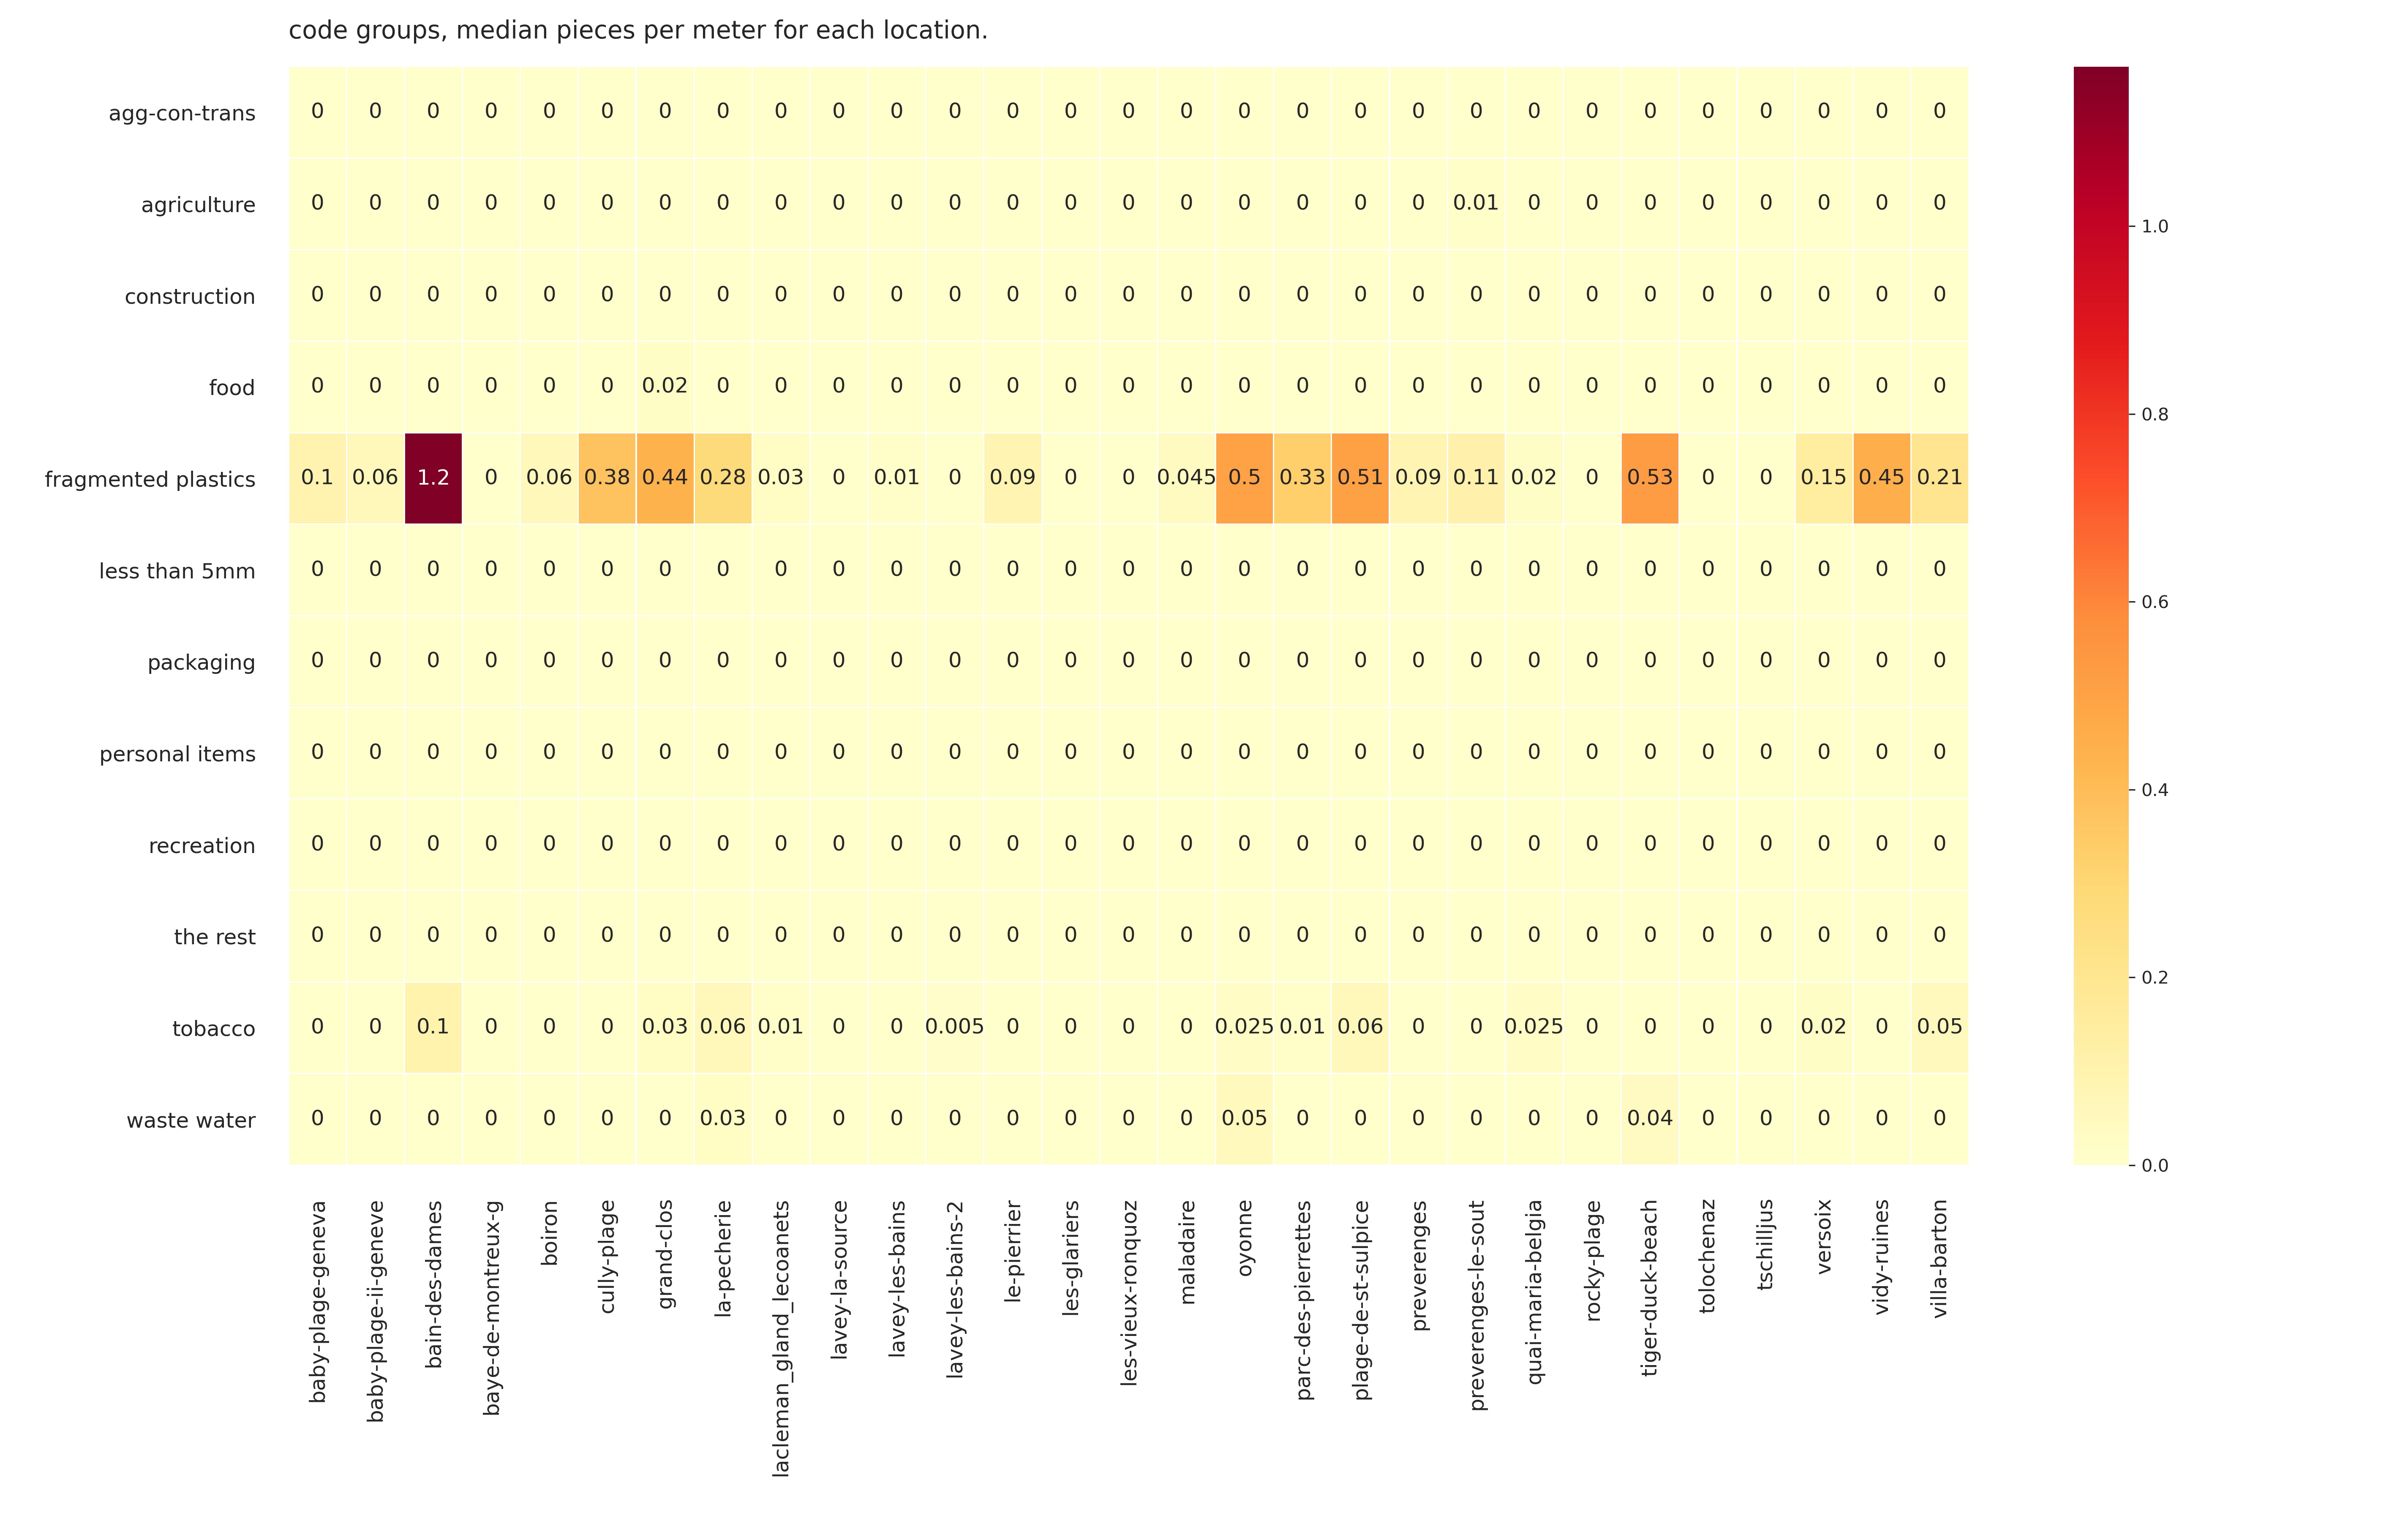 code groups, median pieces per meter for each location.
agg-con-trans 0 0 0 0 0 0 0 0 0 0 0 0 0 0 0 0 0 0 0 0 0 0 0 0 0 0 0 0 0
agriculture 0 0 0 0 0 0 0 0 0 0 0 0 0 0 0 0 0 0 0 0 0.01 0 0 0 0 0 0 0 0
construction 0 0 0 0 0 0 0 0 0 0 0 0 0 0 0 0 0 0 0 0 0 0 0 0 0 0 0 0 0
food 0 0 0 0 0 0 0.02 0 0 0 0 0 0 0 0 0 0 0 0 0 0 0 0 0 0 0 0 0 0
fragmented plastics 0.1 0.06 1.2 0 0.06 0.38 0.44 0.28 0.03 0 0.01 0 0.09 0 0 0.045 0.5 0.33 0.51 0.09 0.11 0.02 0 0.53 0 0 0.15 0.45 0.21
less than 5mm 0 0 0 0 0 0 0 0 0 0 0 0 0 0 0 0 0 0 0 0 0 0 0 0 0 0 0 0 0
packaging 0 0 0 0 0 0 0 0 0 0 0 0 0 0 0 0 0 0 0 0 0 0 0 0 0 0 0 0 0
personal items 0 0 0 0 0 0 0 0 0 0 0 0 0 0 0 0 0 0 0 0 0 0 0 0 0 0 0 0 0
recreation 0 0 0 0 0 0 0 0 0 0 0 0 0 0 0 0 0 0 0 0 0 0 0 0 0 0 0 0 0
the rest 0 0 0 0 0 0 0 0 0 0 0 0 0 0 0 0 0 0 0 0 0 0 0 0 0 0 0 0 0
tobacco 0 0 0.1 0 0 0 0.03 0.06 0.01 0 0 0.005 0 0 0 0 0.025 0.01 0.06 0 0 0.025 0 0 0 0 0.02 0 0.05
waste water 0 0 0 0 0 0 0 0.03 0 0 0 0 0 0 0 0 0.05 0 0 0 0 0 0 0.04 0 0 0 0 0
baby-plage-geneva
baby-plage-ii-geneve
bain-des-dames
baye-de-montreux-g
boiron
cully-plage
grand-clos
la-pecherie
lacleman_gland_lecoanets
lavey-la-source
lavey-les-bains
lavey-les-bains-2
le-pierrier
les-glariers
les-vieux-ronquoz
maladaire
oyonne
parc-des-pierrettes
plage-de-st-sulpice
preverenges
preverenges-le-sout
quai-maria-belgia
rocky-plage
tiger-duck-beach
tolochenaz
tschilljus
versoix
vidy-ruines
villa-barton
1.0
0.8
0.6
0.4
0.2
0.0